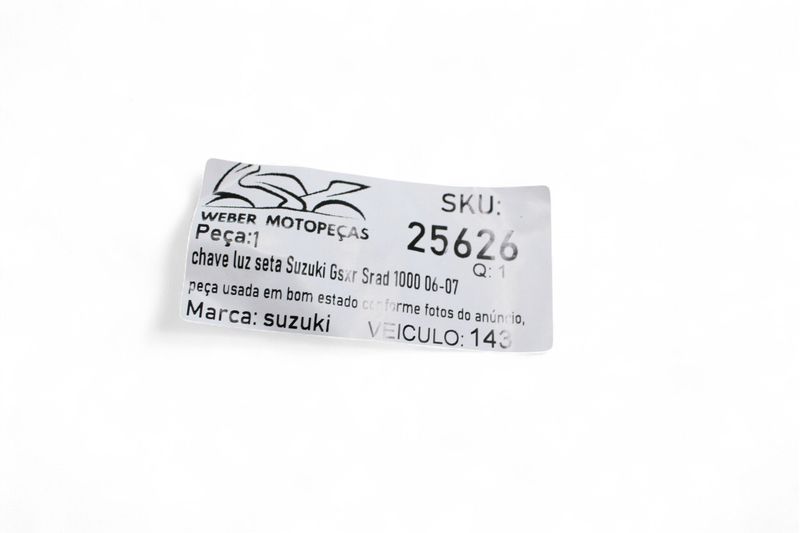 WEBER MOTOPEÇAS
SKU:
25626
Peça:1
Q: 1
chave luz seta Suzuki Gsxr Srad 1000 06-07
peça usada em bom estado conforme fotos do anúncio,
Marca: suzuki
VEICULO: 143